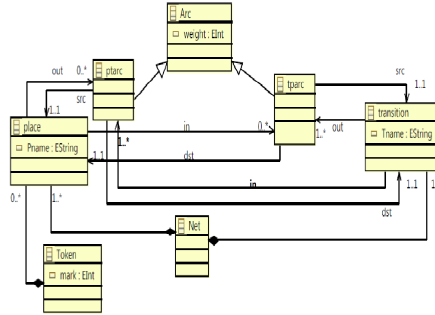 Arc
weight : EInt
out
0..*
ptarc
src
src
tparc
1..1
1..1
place
in
0..*
transition
Pname : EString
1..*
out
Tname : EString
1..*
dst
1..1
in
1..1
0..*
1..*
dst
1
Net
Token
mark : EInt